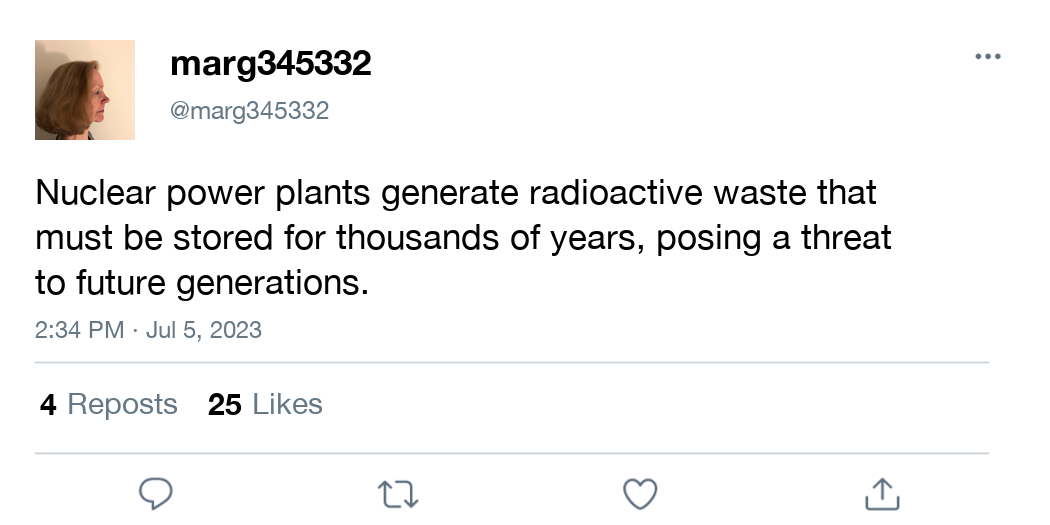 marg345332
@marg345332
Nuclear power plants generate radioactive waste that
must be stored for thousands of years, posing a threat
to future generations.
2:34 PM · Jul 5, 2023
4 Reposts 25 Likes